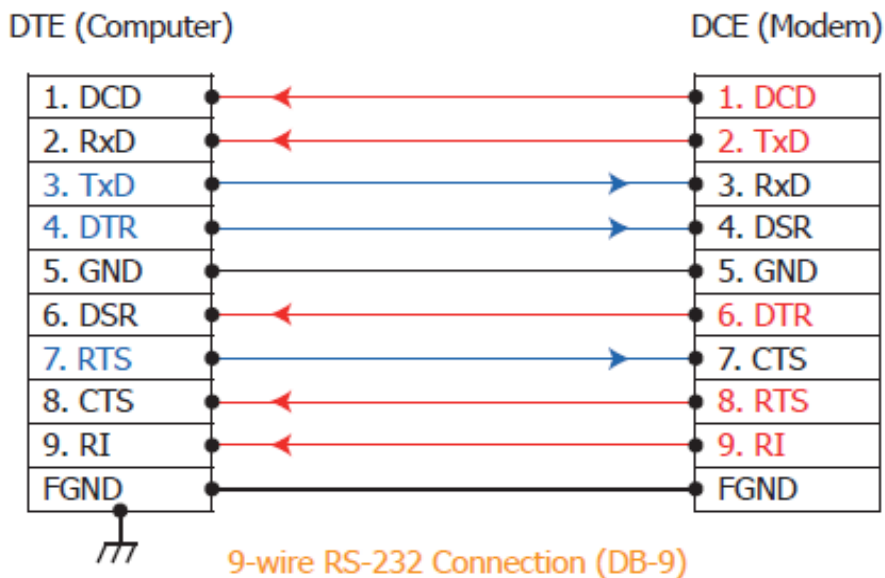 DTE (Computer) DCE (Modem)
1. DCD 1. DCD
2. RxD 2. TxD
3. TxD 3. RxD
4. DTR 4. DSR
5. GND 5. GND
6. DSR 6. DTR
7. RTS 7. CTS
8. CTS 8. RTS
9. RI 9. RI
FGND FGND
9-wire RS-232 Connection (DB-9)